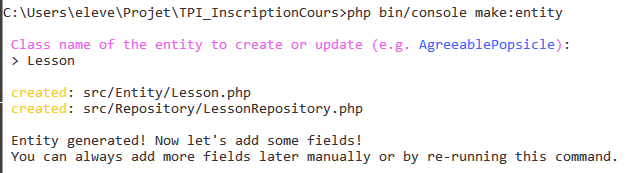 C:\Users\eleve\Projet\TPI_InscriptionCours>php bin/console make:entity
Class name of the entity to create or update (e.g. AgreeablePopsicle):
> Lesson
created: src/Entity/Lesson.php
created: src/Repository/LessonRepository.php
Entity generated! Now let's add some fields!
You can always add more fields later manually or by re-running this command.